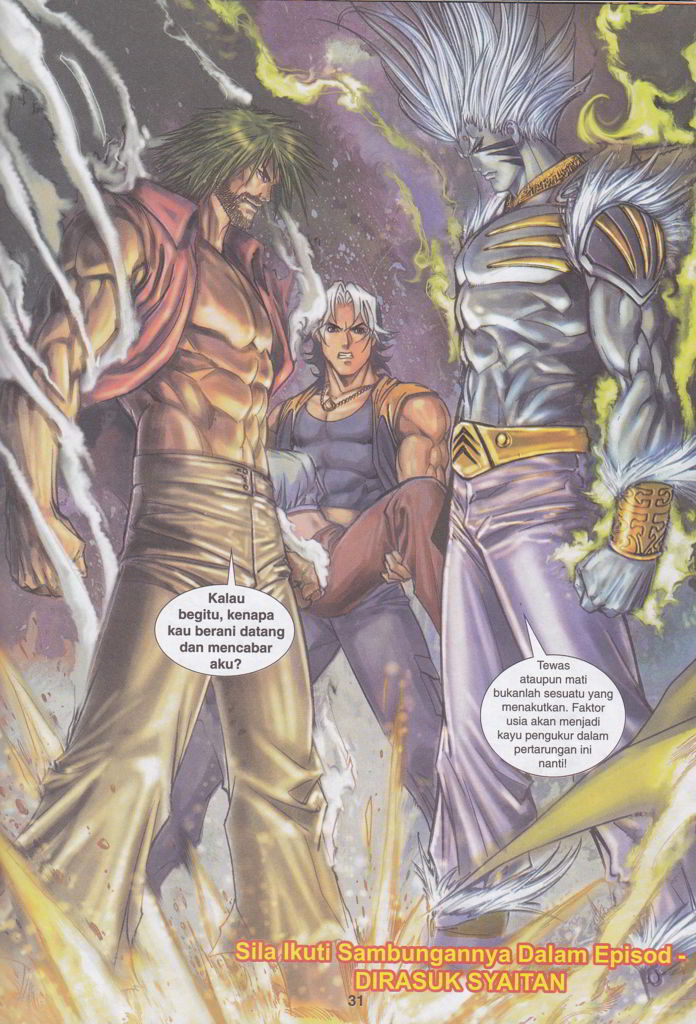 Kalau
begitu, kenapa
kau berani datang
dan mencabar
aku?
Tewas
ataupun mati
bukanlah sesuatu yang
menakutkan. Faktor
usia akan menjadi
kayu pengukur dalam
pertarungan ini
nanti!
Sila Ikuti Sambungannya Dalam Episod -
DIRASUK SYAITAN
31